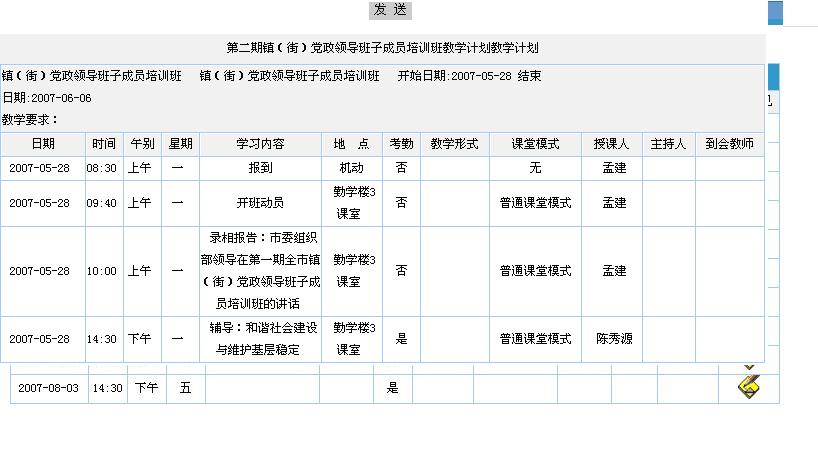 发 送
第二期镇（街）党政领导班子成员培训班教学计划教学计划
镇（街）党政领导班子成员培训班 镇（街）党政领导班子成员培训班 开始日期:2007-05-28 结束
日期:2007-06-06
教学要求：
日期 时间 午别 星期 学习内容 地 点 考勤 教学形式 课堂模式 授课人 主持人 到会教师
2007-05-28 08:30 上午 一 报到 机动 否 无 孟建
2007-05-28 09:40 上午 一 开班动员 勤学楼3
课室 否 普通课堂模式 孟建
2007-05-28 10:00 上午 一 录相报告：市委组织
部领导在第一期全市镇
（街）党政领导班子成
员培训班的讲话 勤学楼3
课室 否 普通课堂模式 孟建
2007-05-28 14:30 下午 一 辅导：和谐社会建设
与维护基层稳定 勤学楼3
课室 是 普通课堂模式 陈秀源
2007-08-03 14:30 下午 五 是